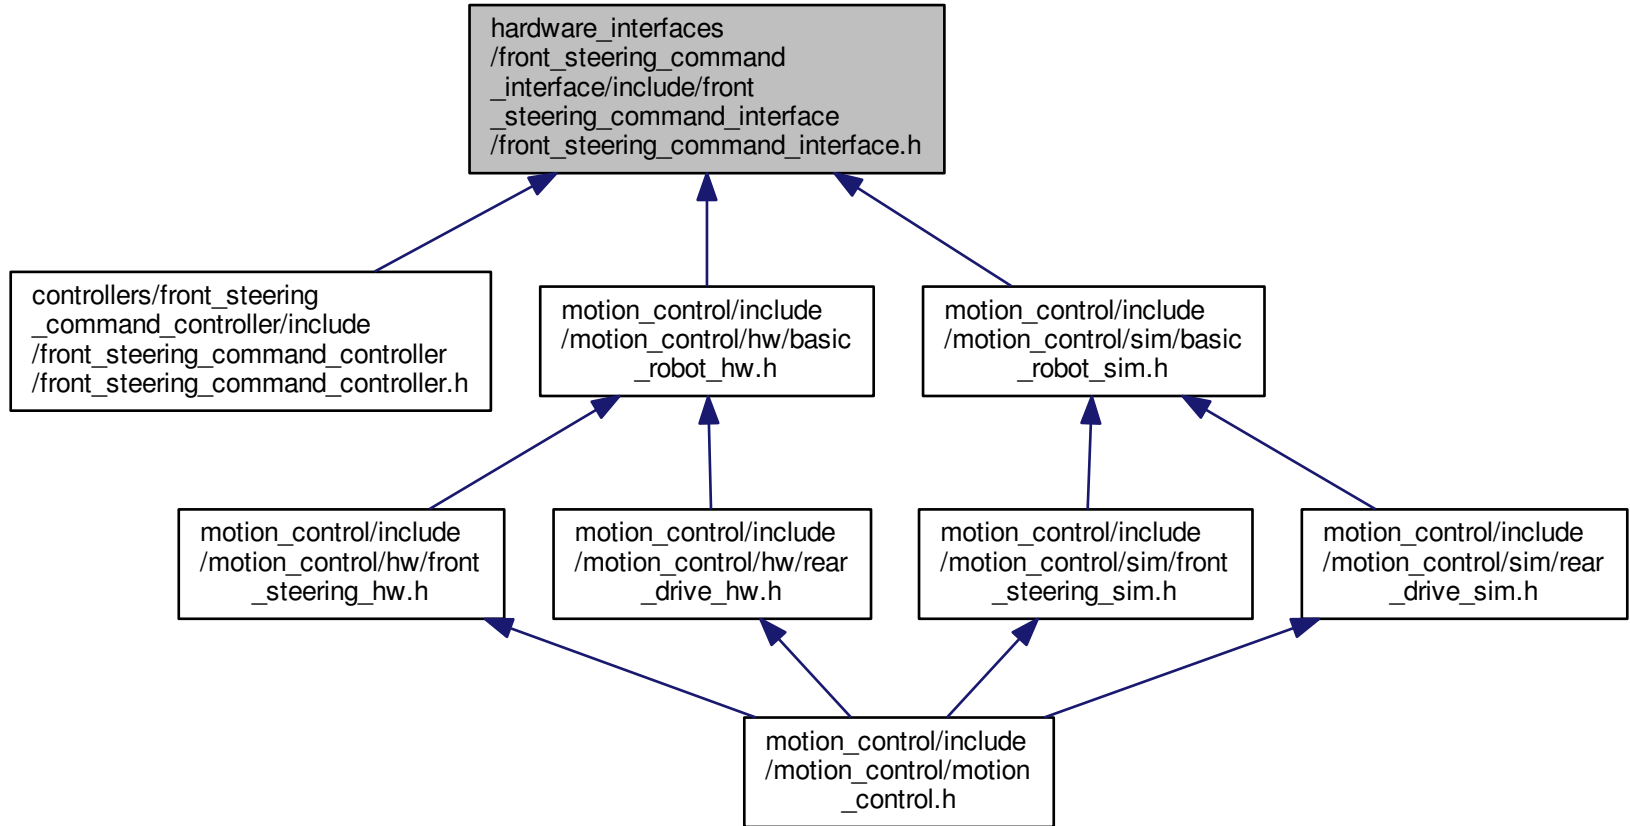 hardware_interfaces
/front_steering_command
_interface/include/front
_steering_command_interface
/front_steering_command_interface.h
controllers/front_steering
_command_controller/include
/front_steering_command_controller
/front_steering_command_controller.h
motion_control/include
/motion_control/hw/basic
_robot_hw.h
motion_control/include
/motion_control/sim/basic
_robot_sim.h
motion_control/include
/motion_control/hw/front
_steering_hw.h
motion_control/include
/motion_control/hw/rear
_drive_hw.h
motion_control/include
/motion_control/sim/front
_steering_sim.h
motion_control/include
/motion_control/sim/rear
_drive_sim.h
motion_control/include
/motion_control/motion
_control.h